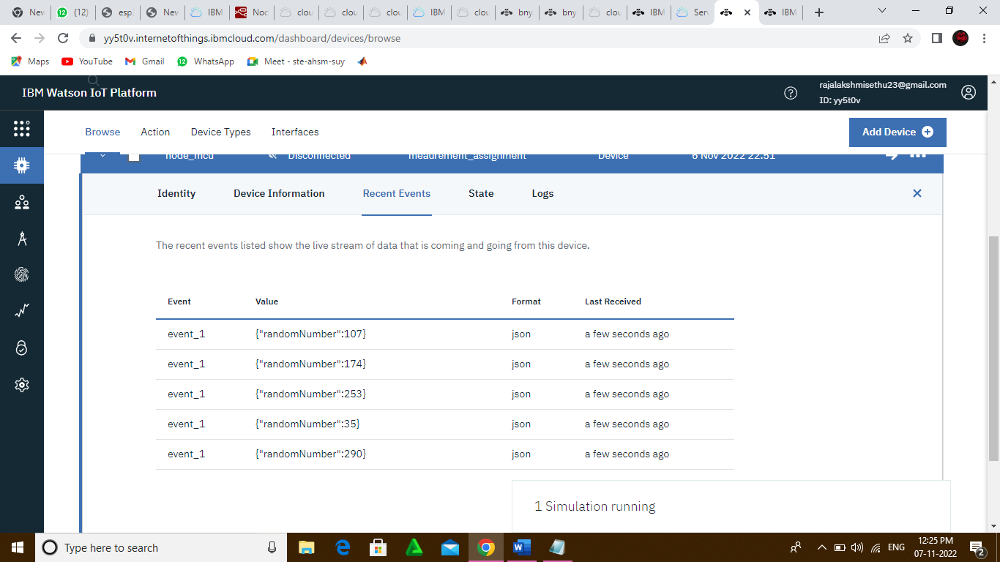 New
(12)
esp
New
IBM
Noc
clou
clou
clou
IBM
clou
bny
bny
clou
IBM
Ser
IBM
yy5t0v.internetofthings.ibmcloud.com/dashboard/devices/browse
Maps
YouTube
Gmail
12
WhatsApp
Meet - ste-ahsm-suy
IBM Watson IoT Platform
rajalakshmisethu23@gmail.com
ID: yy5t0v
Browse
Action
Device Types
Interfaces
Add Device
node_mcu
Disconnected
meaurement_assignment
Device
6 Nov 2022 22:51
Identity
Device Information
Recent Events
State
Logs
The recent events listed show the live stream of data that is coming and going from this device.
Event Value Format Last Received
event_1 {"randomNumber":107} json a few seconds ago
event_1 {"randomNumber":174} json a few seconds ago
event_1 {"randomNumber":253} json a few seconds ago
event_1 {"randomNumber":35} json a few seconds ago
event_1 {"randomNumber":290} json a few seconds ago
1 Simulation running
Type here to search
ENG
12:25 PM
07-11-2022
2